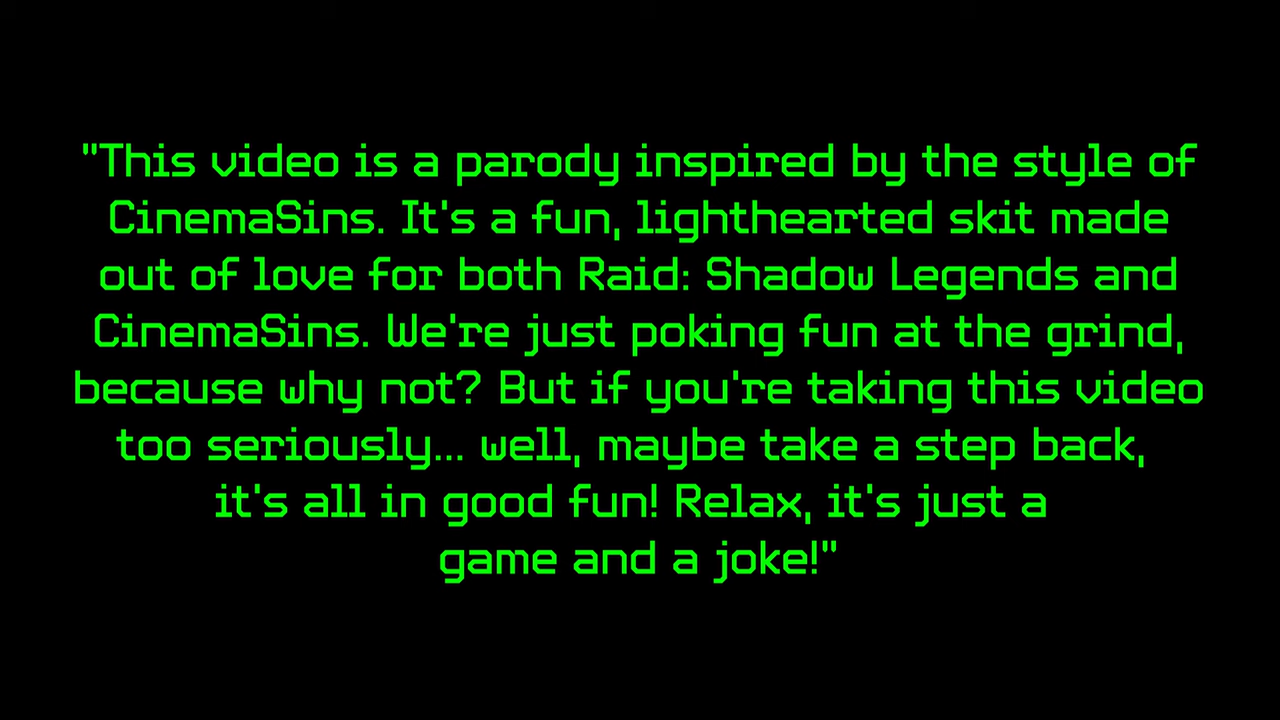 "This video is a parody inspired by the style of
CinemaSins. It's a fun, lighthearted skit made
out of love for both Raid: Shadow Legends and
CinemaSins. We're just poking fun at the grind,
because why not? But if you're taking this video
too seriously... well, maybe take a step back,
it's all in good fun! Relax, it's just a
game and a joke!"